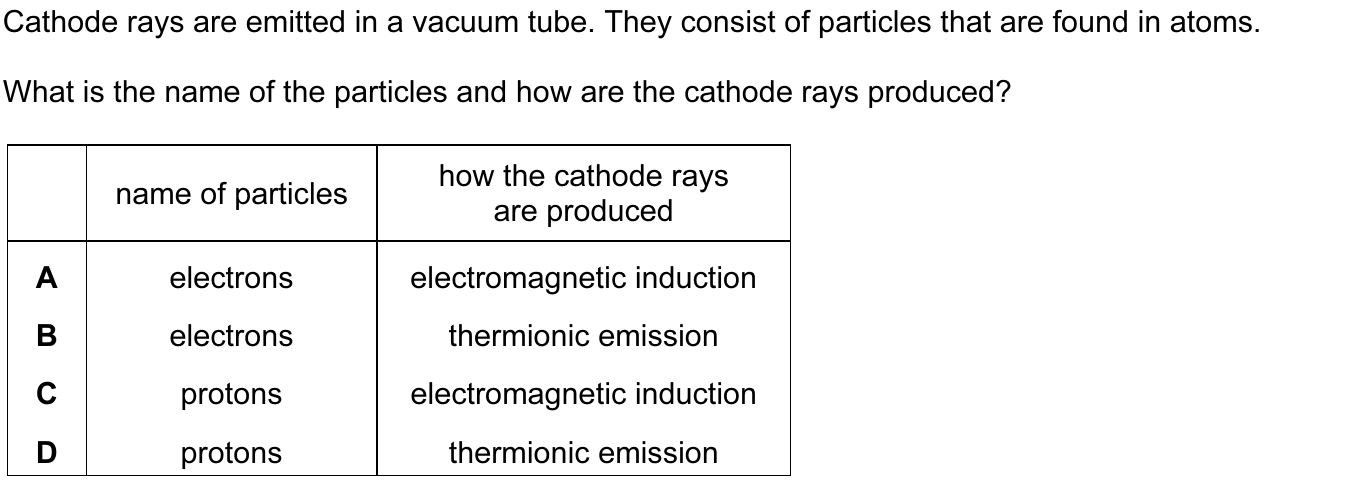 Cathode rays are emitted in a vacuum tube. They consist of particles that are found in atoms.
What is the name of the particles and how are the cathode rays produced?
name of particles
how the cathode rays
are produced
A electrons electromagnetic induction
B electrons thermionic emission
C protons electromagnetic induction
D protons thermionic emission